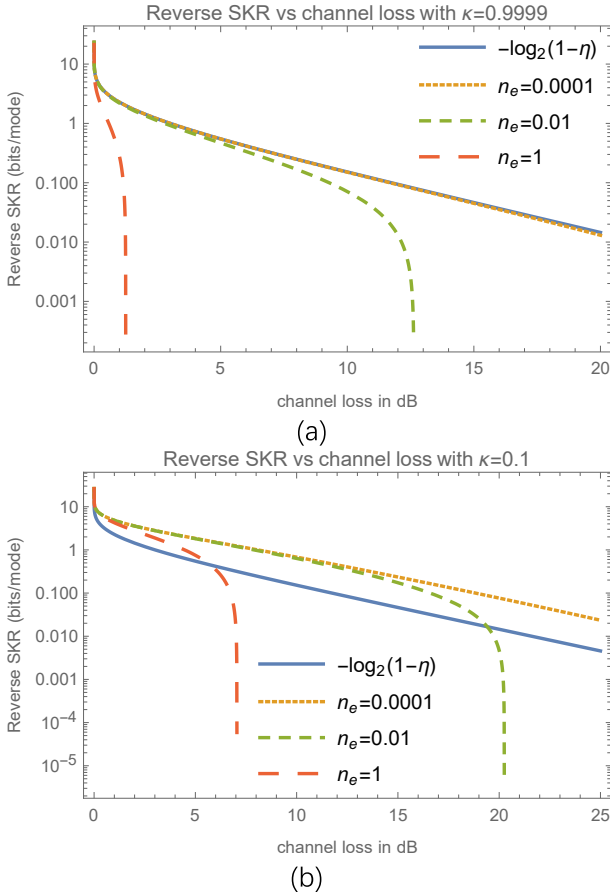 Reverse SKR vs channel loss with κ=0.9999
Reverse SKR (bits/mode)
10
1
0.100
0.010
0.001
−log₂(1−η)
nₑ=0.0001
nₑ=0.01
nₑ=1
0 5 10 15 20
channel loss in dB
(a)
Reverse SKR vs channel loss with κ=0.1
Reverse SKR (bits/mode)
10
1
0.100
0.010
0.001
10⁻⁴
10⁻⁵
−log₂(1−η)
nₑ=0.0001
nₑ=0.01
nₑ=1
0 5 10 15 20 25
channel loss in dB
(b)